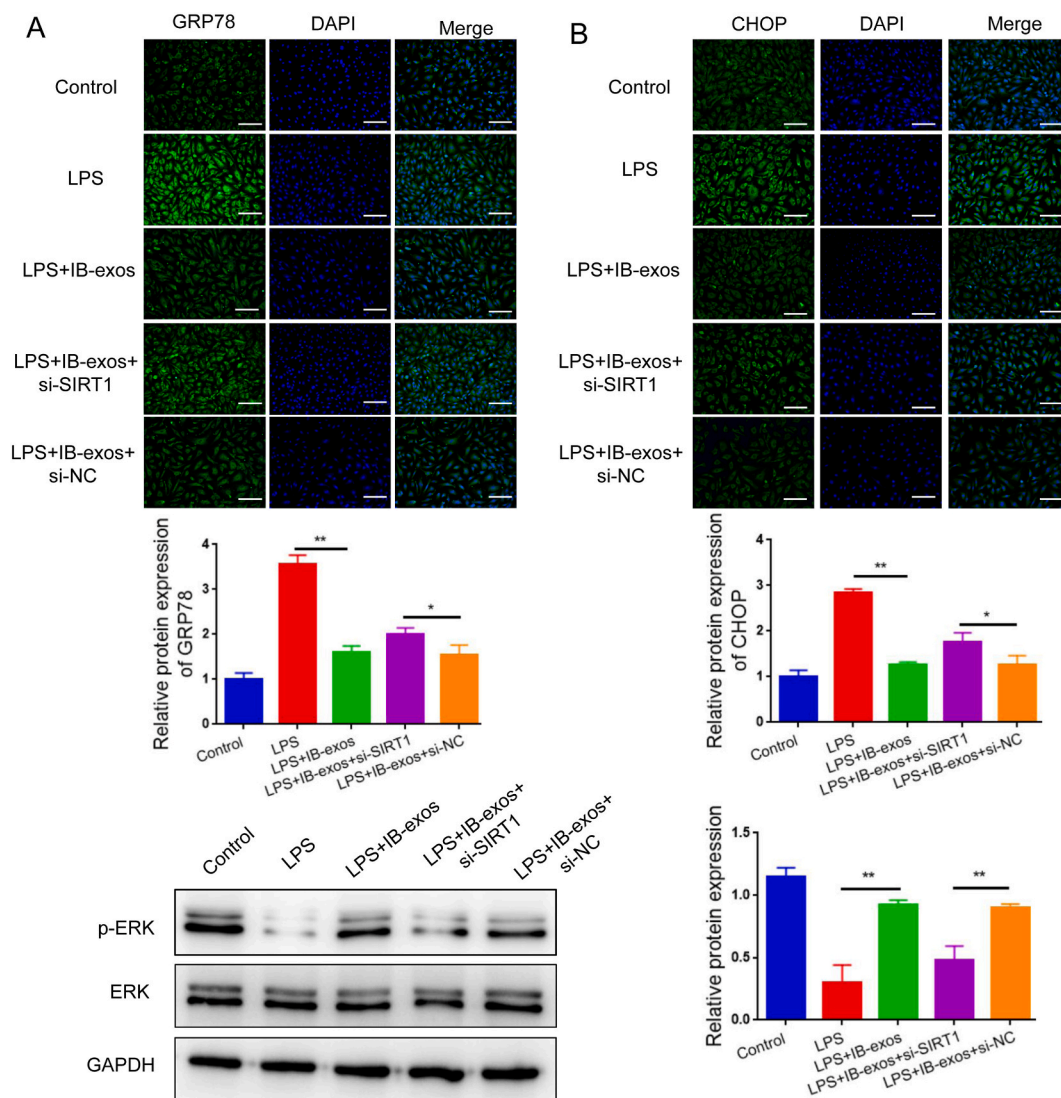 A
GRP78
DAPI
Merge
Control
LPS
LPS+IB-exos
LPS+IB-exos+
si-SIRT1
LPS+IB-exos+
si-NC
Relative protein expression
of GRP78
4
3
2
1
0
**
*
Control
LPS
LPS+IB-exos
LPS+IB-exos+si-SIRT1
LPS+IB-exos+si-NC
B
CHOP
DAPI
Merge
Control
LPS
LPS+IB-exos
LPS+IB-exos+
si-SIRT1
LPS+IB-exos+
si-NC
Relative protein expression
of CHOP
4
3
2
1
0
**
*
Control
LPS
LPS+IB-exos
LPS+IB-exos+si-SIRT1
LPS+IB-exos+si-NC
Control
LPS
LPS+IB-exos
LPS+IB-exos+
si-SIRT1
LPS+IB-exos+
si-NC
p-ERK
ERK
GAPDH
Relative protein expression
1.5
1.0
0.5
0.0
**
**
Control
LPS
LPS+IB-exos
LPS+IB-exos+si-SIRT1
LPS+IB-exos+si-NC